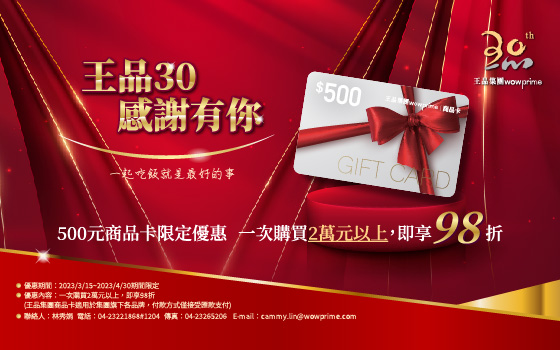 30th
王品集團wowprime
王品30
感謝有你
一起吃飯就是最好的事
$500
王品集團wowprime 商品卡
GIFT CARD
500元商品卡限定優惠 一次購買2萬元以上，即享98折
優惠期間：2023/3/15~2023/4/30期間限定
優惠內容：一次購買2萬元以上，即享98折
(王品集團商品卡適用於集團旗下各品牌，付款方式僅接受匯款支付)
聯絡人：林秀娟 電話：04-23221868#1204 傳真：04-23265206 E-mail：cammy.lin@wowprime.com